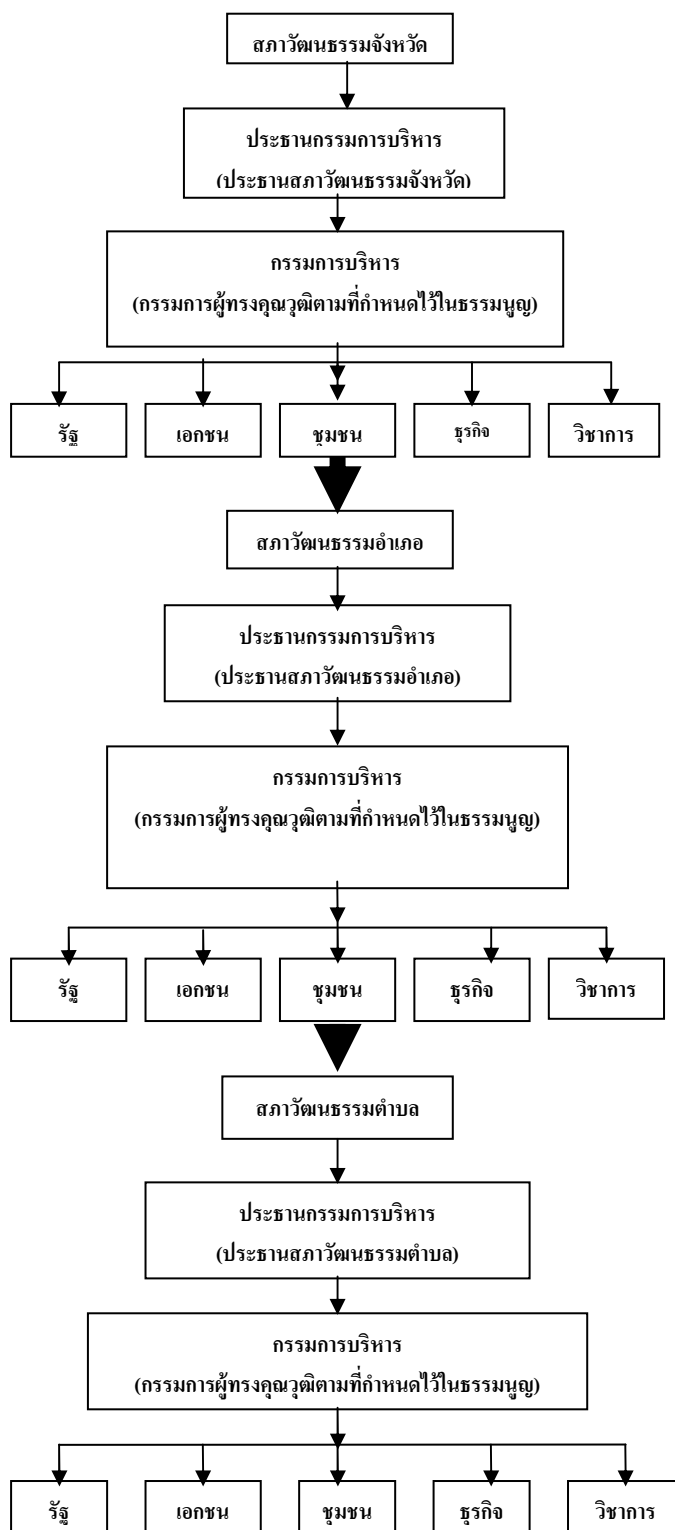 สภาวัฒนธรรมจังหวัด
ประธานกรรมการบริหาร
(ประธานสภาวัฒนธรรมจังหวัด)
กรรมการบริหาร
(กรรมการผู้ทรงคุณวุฒิตามที่กำหนดไว้ในธรรมนูญ)
รัฐ เอกชน ชุมชน ธุรกิจ วิชาการ
สภาวัฒนธรรมอำเภอ
ประธานกรรมการบริหาร
(ประธานสภาวัฒนธรรมอำเภอ)
กรรมการบริหาร
(กรรมการผู้ทรงคุณวุฒิตามที่กำหนดไว้ในธรรมนูญ)
รัฐ เอกชน ชุมชน ธุรกิจ วิชาการ
สภาวัฒนธรรมตำบล
ประธานกรรมการบริหาร
(ประธานสภาวัฒนธรรมตำบล)
กรรมการบริหาร
(กรรมการผู้ทรงคุณวุฒิตามที่กำหนดไว้ในธรรมนูญ)
รัฐ เอกชน ชุมชน ธุรกิจ วิชาการ